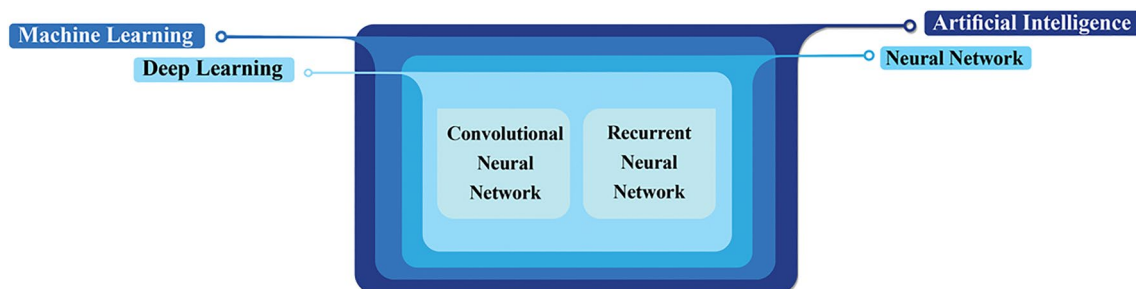 Artificial Intelligence
Machine Learning
Neural Network
Deep Learning
Convolutional
Neural
Network
Recurrent
Neural
Network